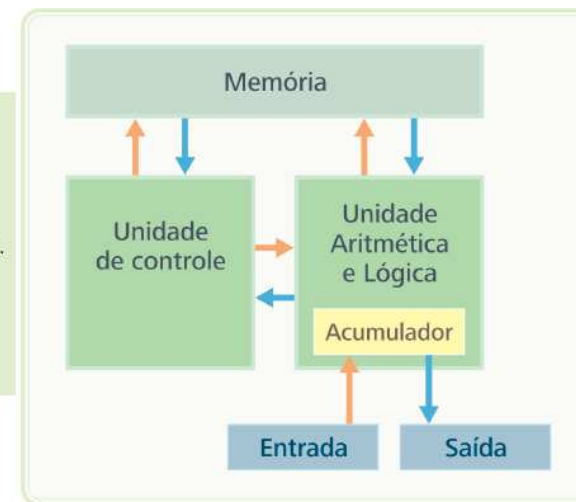 Memória
Unidade
de controle
Unidade
Aritmética
e Lógica
Acumulador
Entrada
Saída